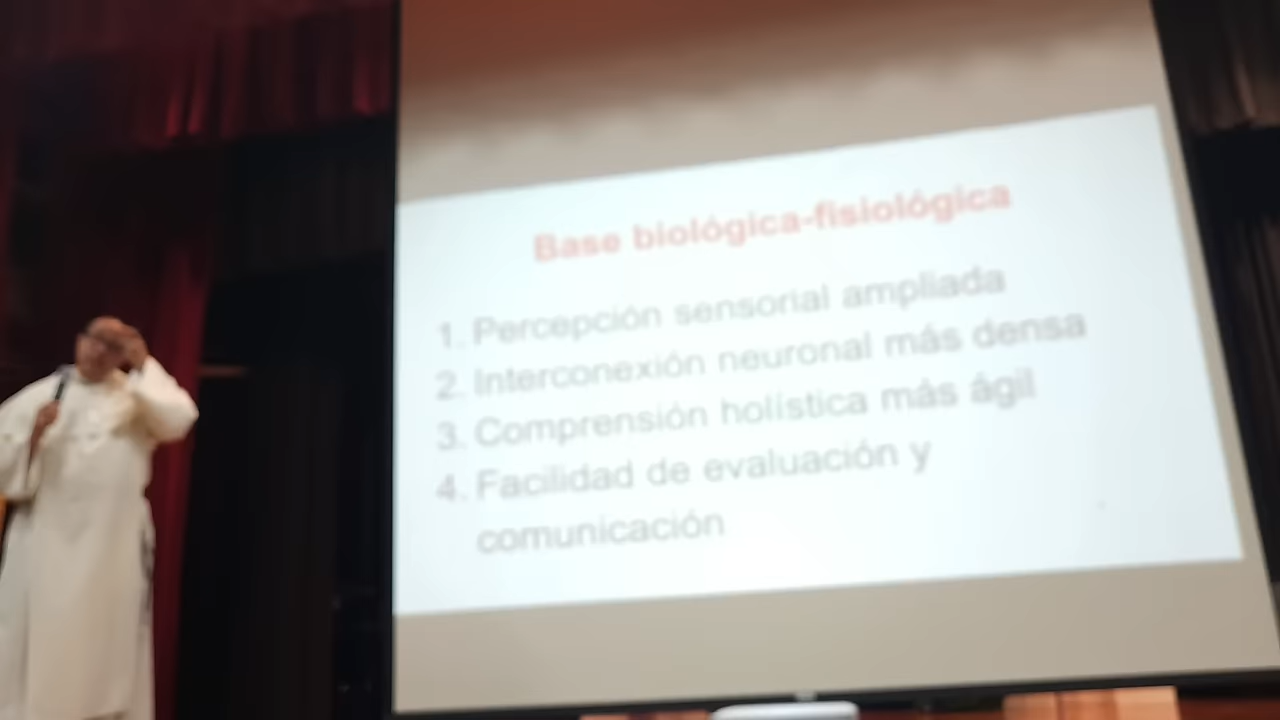 Base biológica-fisiológica
1. Percepción sensorial ampliada
2. Interconexión neuronal más densa
3. Comprensión holística más ágil
4. Facilidad de evaluación y
comunicación